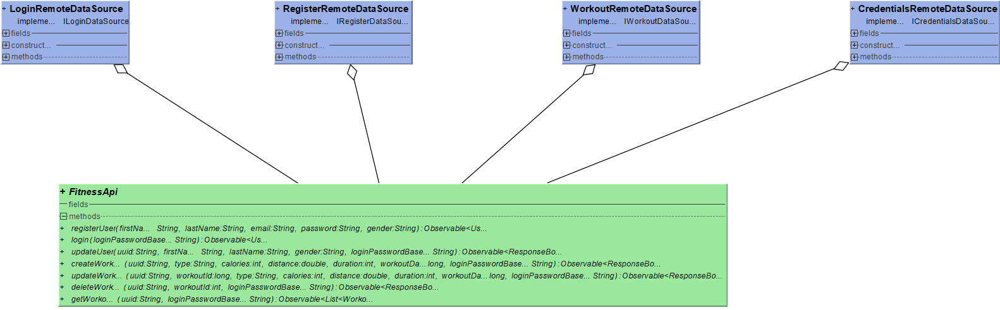 + LoginRemoteDataSource
impleme... ILoginDataSource
fields
construct...
methods
+ RegisterRemoteDataSource
impleme... IRegisterDataSou...
fields
construct...
methods
+ WorkoutRemoteDataSource
impleme... IWorkoutDataSou...
fields
construct...
methods
+ CredentialsRemoteDataSource
impleme... ICredentialsDataSou...
fields
construct...
methods
+ FitnessApi
fields
methods
+ registerUser(firstNa... String, lastName:String, email:String, password:String, gender:String):Observable<Us...
+ login(loginPasswordBase... String):Observable<Us...
+ updateUser(uuid:String, firstNa... String, lastName:String, gender:String, loginPasswordBase... String):Observable<ResponseBo...
+ createWork... (uuid:String, type:String, calories:int, distance:double, duration:int, workoutDa... long, loginPasswordBase... String):Observable<ResponseBo...
+ updateWork... (uuid:String, workoutId:long, type:String, calories:int, distance:double, duration:int, workoutDa... long, loginPasswordBase... String):Observable<ResponseBo...
+ deleteWork... (uuid:String, workoutId:int, loginPasswordBase... String):Observable<ResponseBo...
+ getWorko... (uuid:String, loginPasswordBase... String):Observable<List<Worko...